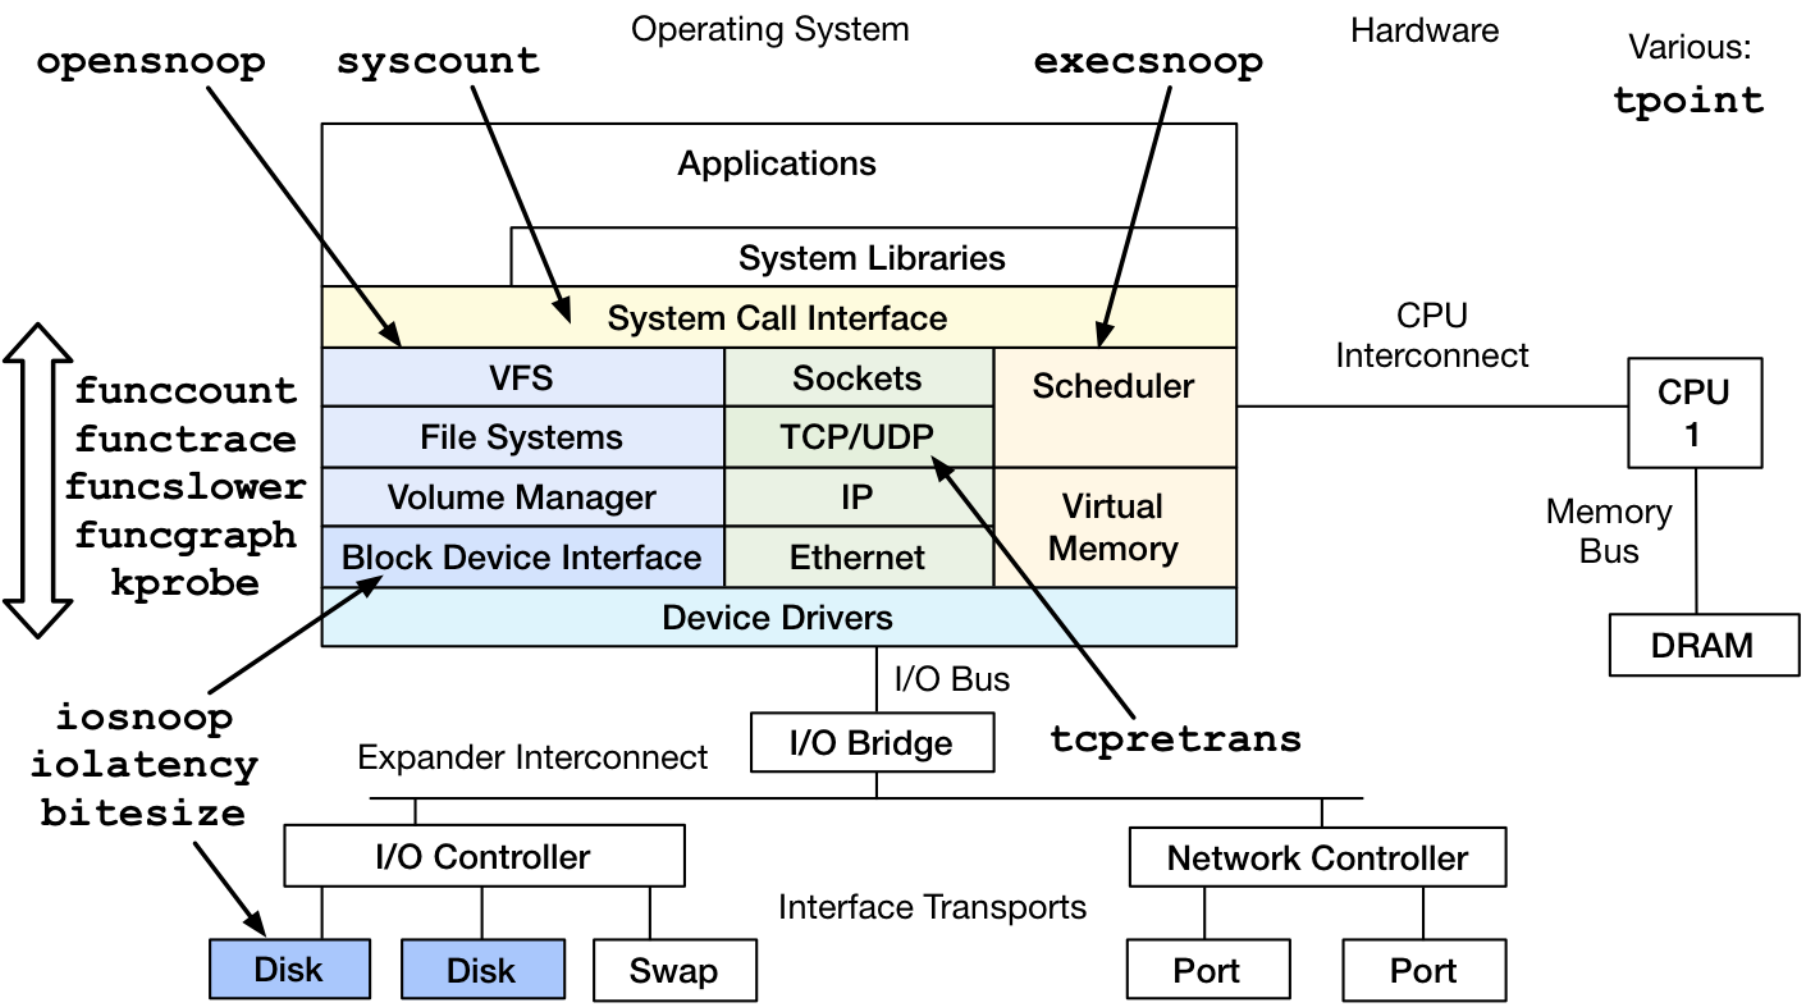 Operating System
Hardware
Various:
opensnoop
syscount
execsnoop
tpoint
Applications
System Libraries
System Call Interface
CPU
Interconnect
VFS
Sockets
Scheduler
funccount
functrace
funcslower
funcgraph
kprobe
File Systems
TCP/UDP
CPU
1
Volume Manager
IP
Virtual
Memory
Memory
Bus
Block Device Interface
Ethernet
Device Drivers
DRAM
I/O Bus
iosnoop
iolatency
bitesize
I/O Bridge
tcpretrans
Expander Interconnect
I/O Controller
Network Controller
Interface Transports
Disk
Disk
Swap
Port
Port